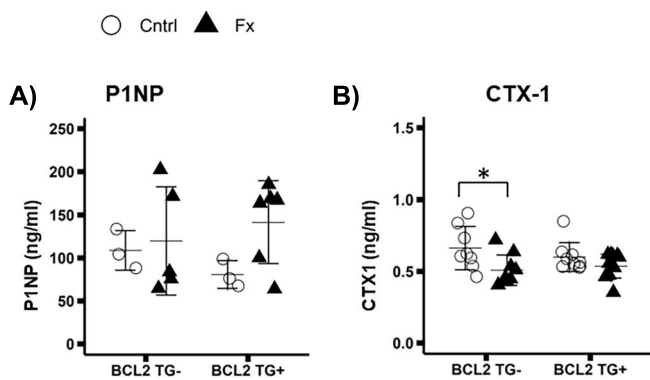 Cntrl Fx
A) P1NP
P1NP (ng/ml)
250
200
150
100
50
0
BCL2 TG- BCL2 TG+
B) CTX-1
CTX1 (ng/ml)
1.5
1.0
0.5
0.0
*
BCL2 TG- BCL2 TG+